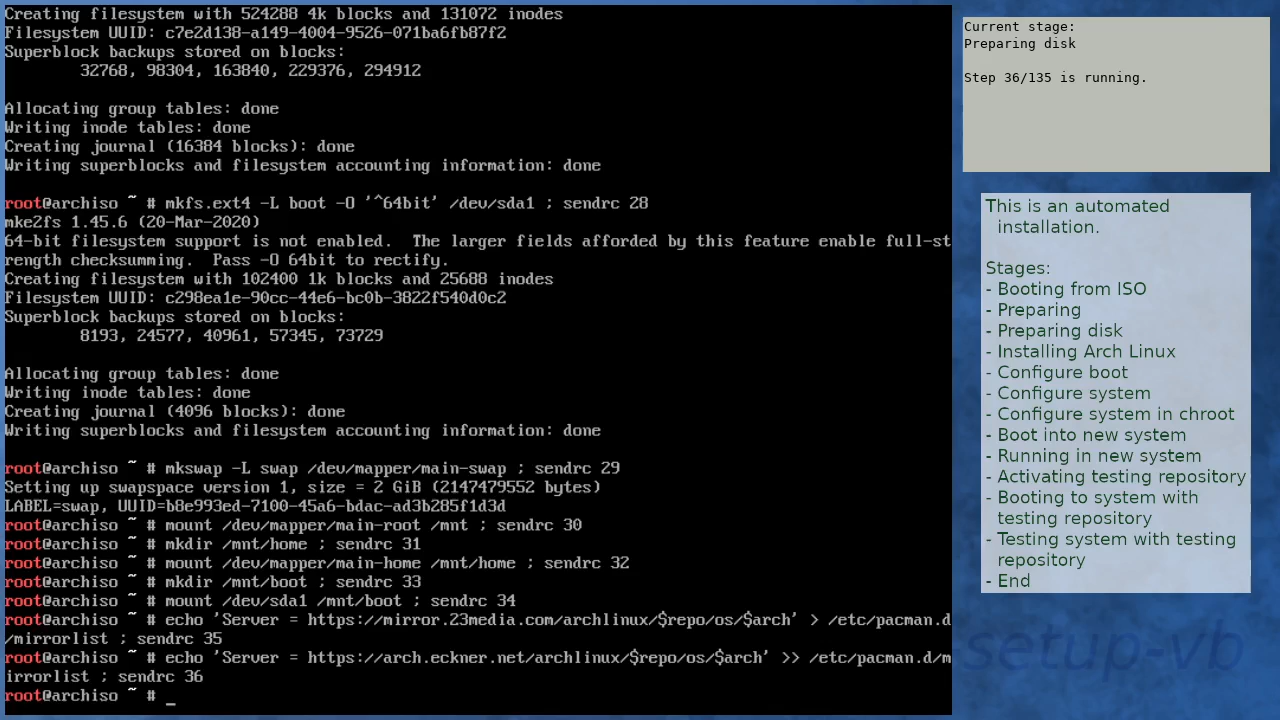 Creating filesystem with 524288 4k blocks and 131072 inodes
Filesystem UUID: c7e2d138-a149-4004-9526-071ba6fb87f2
Superblock backups stored on blocks:
        32768, 98304, 163840, 229376, 294912

Allocating group tables: done
Writing inode tables: done
Creating journal (16384 blocks): done
Writing superblocks and filesystem accounting information: done

root@archiso ~ # mkfs.ext4 -L boot -O '^64bit' /dev/sda1 ; sendrc 28
mke2fs 1.45.6 (20-Mar-2020)
64-bit filesystem support is not enabled.  The larger fields afforded by this feature enable full-st
rength checksumming.  Pass -O 64bit to rectify.
Creating filesystem with 102400 1k blocks and 25688 inodes
Filesystem UUID: c298ea1e-90cc-44e6-bc0b-3822f540d0c2
Superblock backups stored on blocks:
        8193, 24577, 40961, 57345, 73729

Allocating group tables: done
Writing inode tables: done
Creating journal (4096 blocks): done
Writing superblocks and filesystem accounting information: done

root@archiso ~ # mkswap -L swap /dev/mapper/main-swap ; sendrc 29
Setting up swapspace version 1, size = 2 GiB (2147479552 bytes)
LABEL=swap, UUID=b8e993ed-7100-45a6-bdac-ad3b285f1d3d
root@archiso ~ # mount /dev/mapper/main-root /mnt ; sendrc 30
root@archiso ~ # mkdir /mnt/home ; sendrc 31
root@archiso ~ # mount /dev/mapper/main-home /mnt/home ; sendrc 32
root@archiso ~ # mkdir /mnt/boot ; sendrc 33
root@archiso ~ # mount /dev/sda1 /mnt/boot ; sendrc 34
root@archiso ~ # echo 'Server = https://mirror.23media.com/archlinux/$repo/os/$arch' > /etc/pacman.d
/mirrorlist ; sendrc 35
root@archiso ~ # echo 'Server = https://arch.eckner.net/archlinux/$repo/os/$arch' >> /etc/pacman.d/m
irrorlist ; sendrc 36
root@archiso ~ # _
Current stage:
Preparing disk

Step 36/135 is running.
This is an automated
installation.

Stages:
- Booting from ISO
- Preparing
- Preparing disk
- Installing Arch Linux
- Configure boot
- Configure system
- Configure system in chroot
- Boot into new system
- Running in new system
- Activating testing repository
- Booting to system with
testing repository
- Testing system with testing
repository
- End
setup-vb